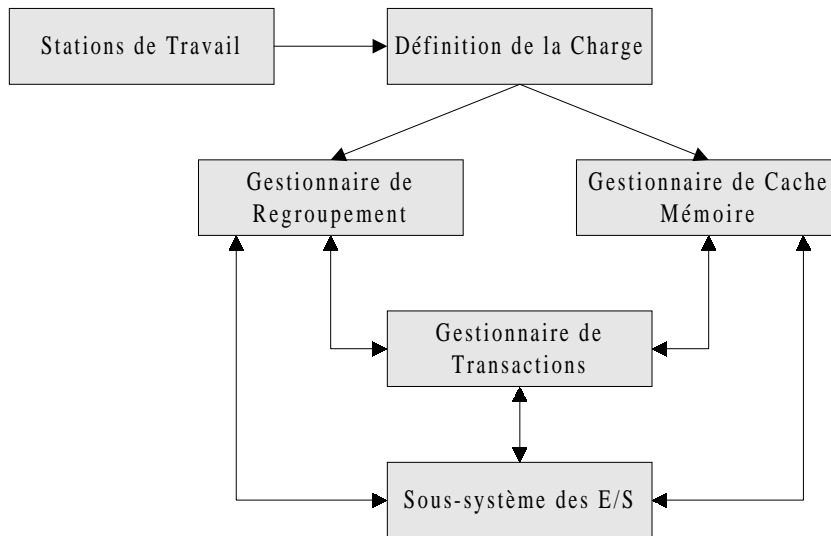 Stations de Travail
Définition de la Charge
Gestionnaire de
Regroupement
Gestionnaire de Cache
Mémoire
Gestionnaire de
Transactions
Sous-système des E/S